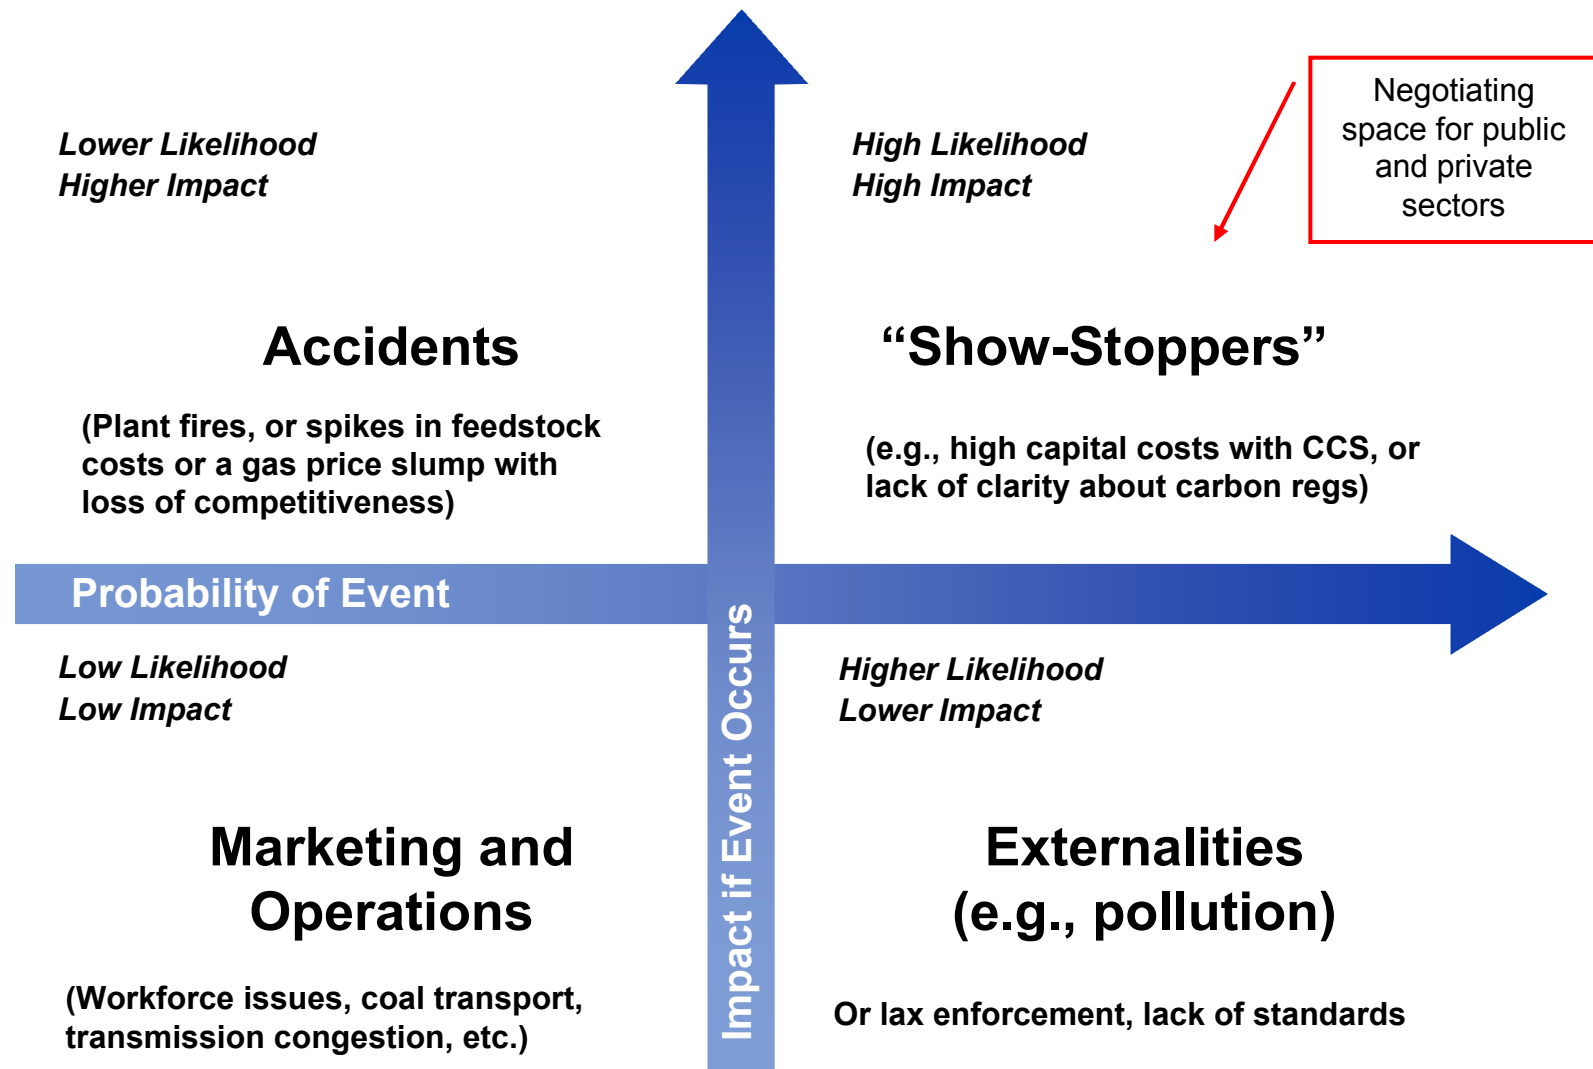 Lower Likelihood
Higher Impact
High Likelihood
High Impact
Negotiating
space for public
and private
sectors
Accidents
“Show-Stoppers”
(Plant fires, or spikes in feedstock
costs or a gas price slump with
loss of competitiveness)
(e.g., high capital costs with CCS, or
lack of clarity about carbon regs)
Probability of Event
Impact if Event Occurs
Low Likelihood
Low Impact
Higher Likelihood
Lower Impact
Marketing and
Operations
Externalities
(e.g., pollution)
(Workforce issues, coal transport,
transmission congestion, etc.)
Or lax enforcement, lack of standards